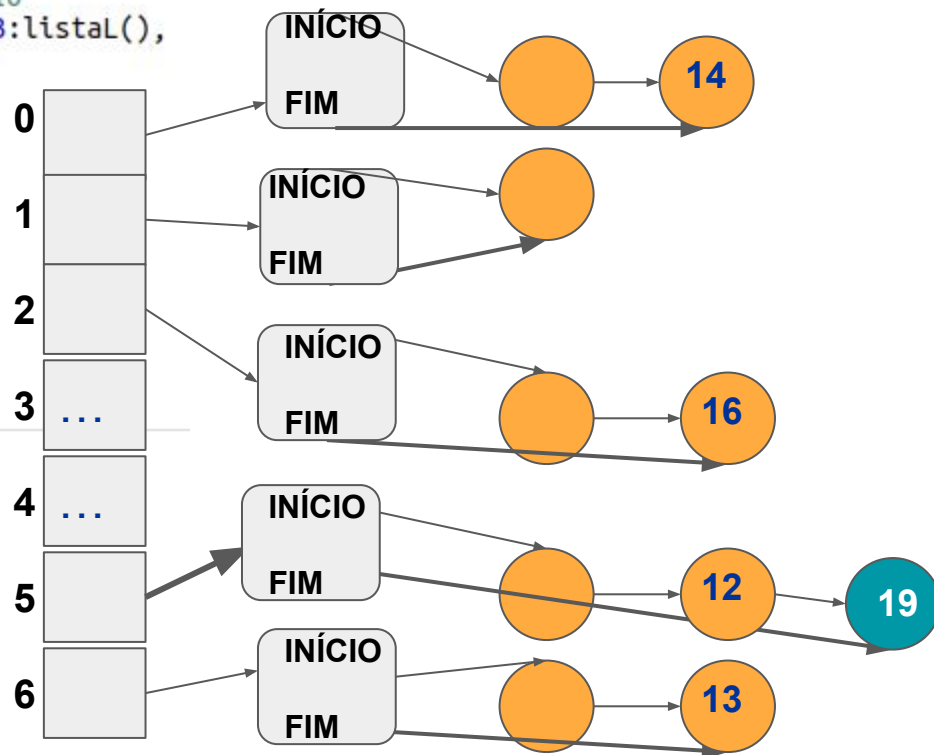 3:listaL(),
INÍCIO
FIM
14
0
1
INÍCIO
FIM
2
INÍCIO
FIM
16
3 ...
4 ...
INÍCIO
FIM
5
12
19
6
INÍCIO
FIM
13